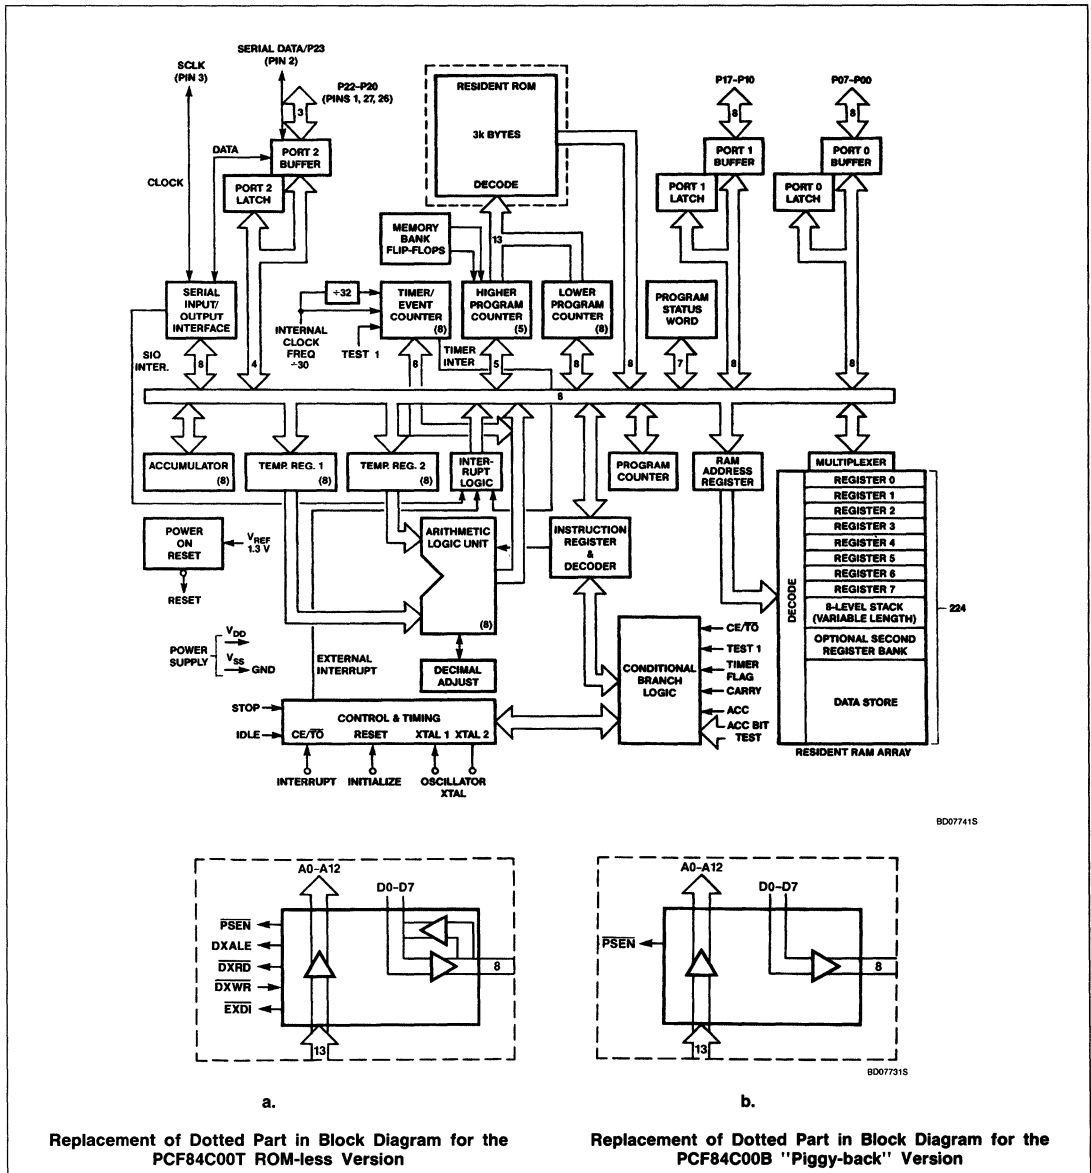 SERIAL DATA/P23
(PIN 2)
SCLK
(PIN 3)
P22–P20
(PINS 1, 27, 26)
3
DATA
CLOCK
PORT 2
BUFFER
PORT 2
LATCH
RESIDENT ROM
3k BYTES
DECODE
P17–P10
8
PORT 1
BUFFER
PORT 1
LATCH
P07–P00
8
PORT 0
BUFFER
PORT 0
LATCH
MEMORY
BANK
FLIP-FLOPS
13
SERIAL
INPUT/
OUTPUT
INTERFACE
÷32
INTERNAL
CLOCK
FREQ
÷30
TEST 1
TIMER/
EVENT
COUNTER
(8)
HIGHER
PROGRAM
COUNTER
(5)
LOWER
PROGRAM
COUNTER
(8)
PROGRAM
STATUS
WORD
SIO
INTER.
TIMER
INTER
8
4
8
5
8
8
7
8
8
8
ACCUMULATOR
(8)
TEMP. REG. 1
(8)
TEMP. REG. 2
(8)
INTER-
RUPT
LOGIC
PROGRAM
COUNTER
RAM
ADDRESS
REGISTER
MULTIPLEXER
REGISTER 0
REGISTER 1
REGISTER 2
REGISTER 3
REGISTER 4
REGISTER 5
REGISTER 6
REGISTER 7
8-LEVEL STACK
(VARIABLE LENGTH)
OPTIONAL SECOND
REGISTER BANK
DATA STORE
DECODE
224
RESIDENT RAM ARRAY
POWER
ON
RESET
VREF
1.3 V
RESET
ARITHMETIC
LOGIC UNIT
(8)
INSTRUCTION
REGISTER
&
DECODER
POWER
SUPPLY
VDD
VSS
GND
EXTERNAL
INTERRUPT
DECIMAL
ADJUST
CONDITIONAL
BRANCH
LOGIC
CE/T̅O̅
TEST 1
TIMER
FLAG
CARRY
ACC
ACC BIT
TEST
STOP
IDLE
CONTROL & TIMING
CE/T̅O̅ RESET XTAL 1 XTAL 2
INTERRUPT INITIALIZE OSCILLATOR
XTAL
BD07741S
A0–A12
D0–D7
P̅S̅E̅N̅
DXALE
D̅X̅R̅D̅
D̅X̅W̅R̅
E̅X̅D̅I̅
8
13
A0–A12
D0–D7
P̅S̅E̅N̅
8
13
BD07731S
a.
Replacement of Dotted Part in Block Diagram for the
PCF84C00T ROM-less Version
b.
Replacement of Dotted Part in Block Diagram for the
PCF84C00B "Piggy-back" Version